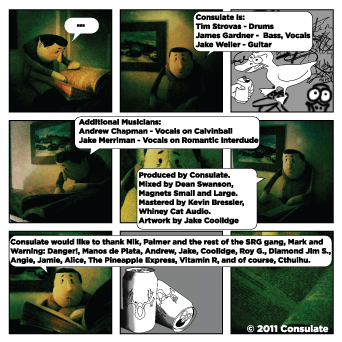 ...
Consulate is:
Tim Strovas - Drums
James Gardner - Bass, Vocals
Jake Weller - Guitar
Additional Musicians:
Andrew Chapman - Vocals on Calvinball
Jake Merriman - Vocals on Romantic Interdude
Produced by Consulate.
Mixed by Dean Swanson,
Magnets Small and Large.
Mastered by Kevin Bressler,
Whiney Cat Audio.
Artwork by Jake Coolidge
Consulate would like to thank Nik, Palmer and the rest of the SRG gang, Mark and
Warning: Danger!, Manos de Plata, Andrew, Jake, Coolidge, Roy G., Diamond Jim S.,
Angie, Jamie, Alice, The Pineapple Express, Vitamin R, and of course, Cthulhu.
© 2011 Consulate